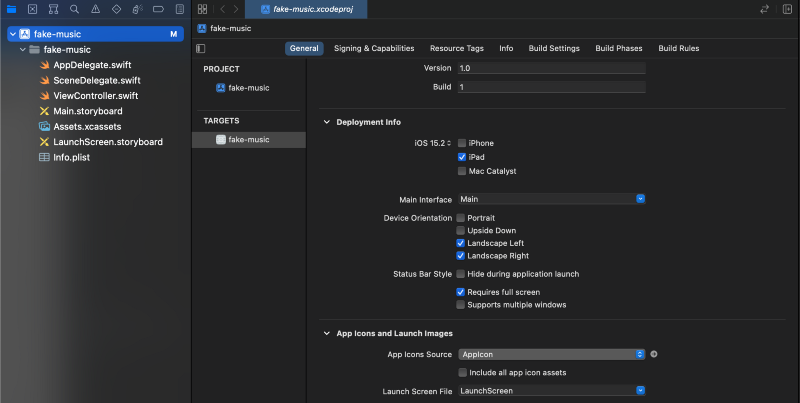 fake-music.xcodeproj
fake-music M
fake-music
AppDelegate.swift
SceneDelegate.swift
ViewController.swift
Main.storyboard
Assets.xcassets
LaunchScreen.storyboard
Info.plist
fake-music
General Signing & Capabilities Resource Tags Info Build Settings Build Phases Build Rules
PROJECT
fake-music
TARGETS
fake-music
Version 1.0
Build 1
Deployment Info
iOS 15.2 iPhone
iPad
Mac Catalyst
Main Interface Main
Device Orientation Portrait
Upside Down
Landscape Left
Landscape Right
Status Bar Style Hide during application launch
Requires full screen
Supports multiple windows
App Icons and Launch Images
App Icons Source AppIcon
Include all app icon assets
Launch Screen File LaunchScreen